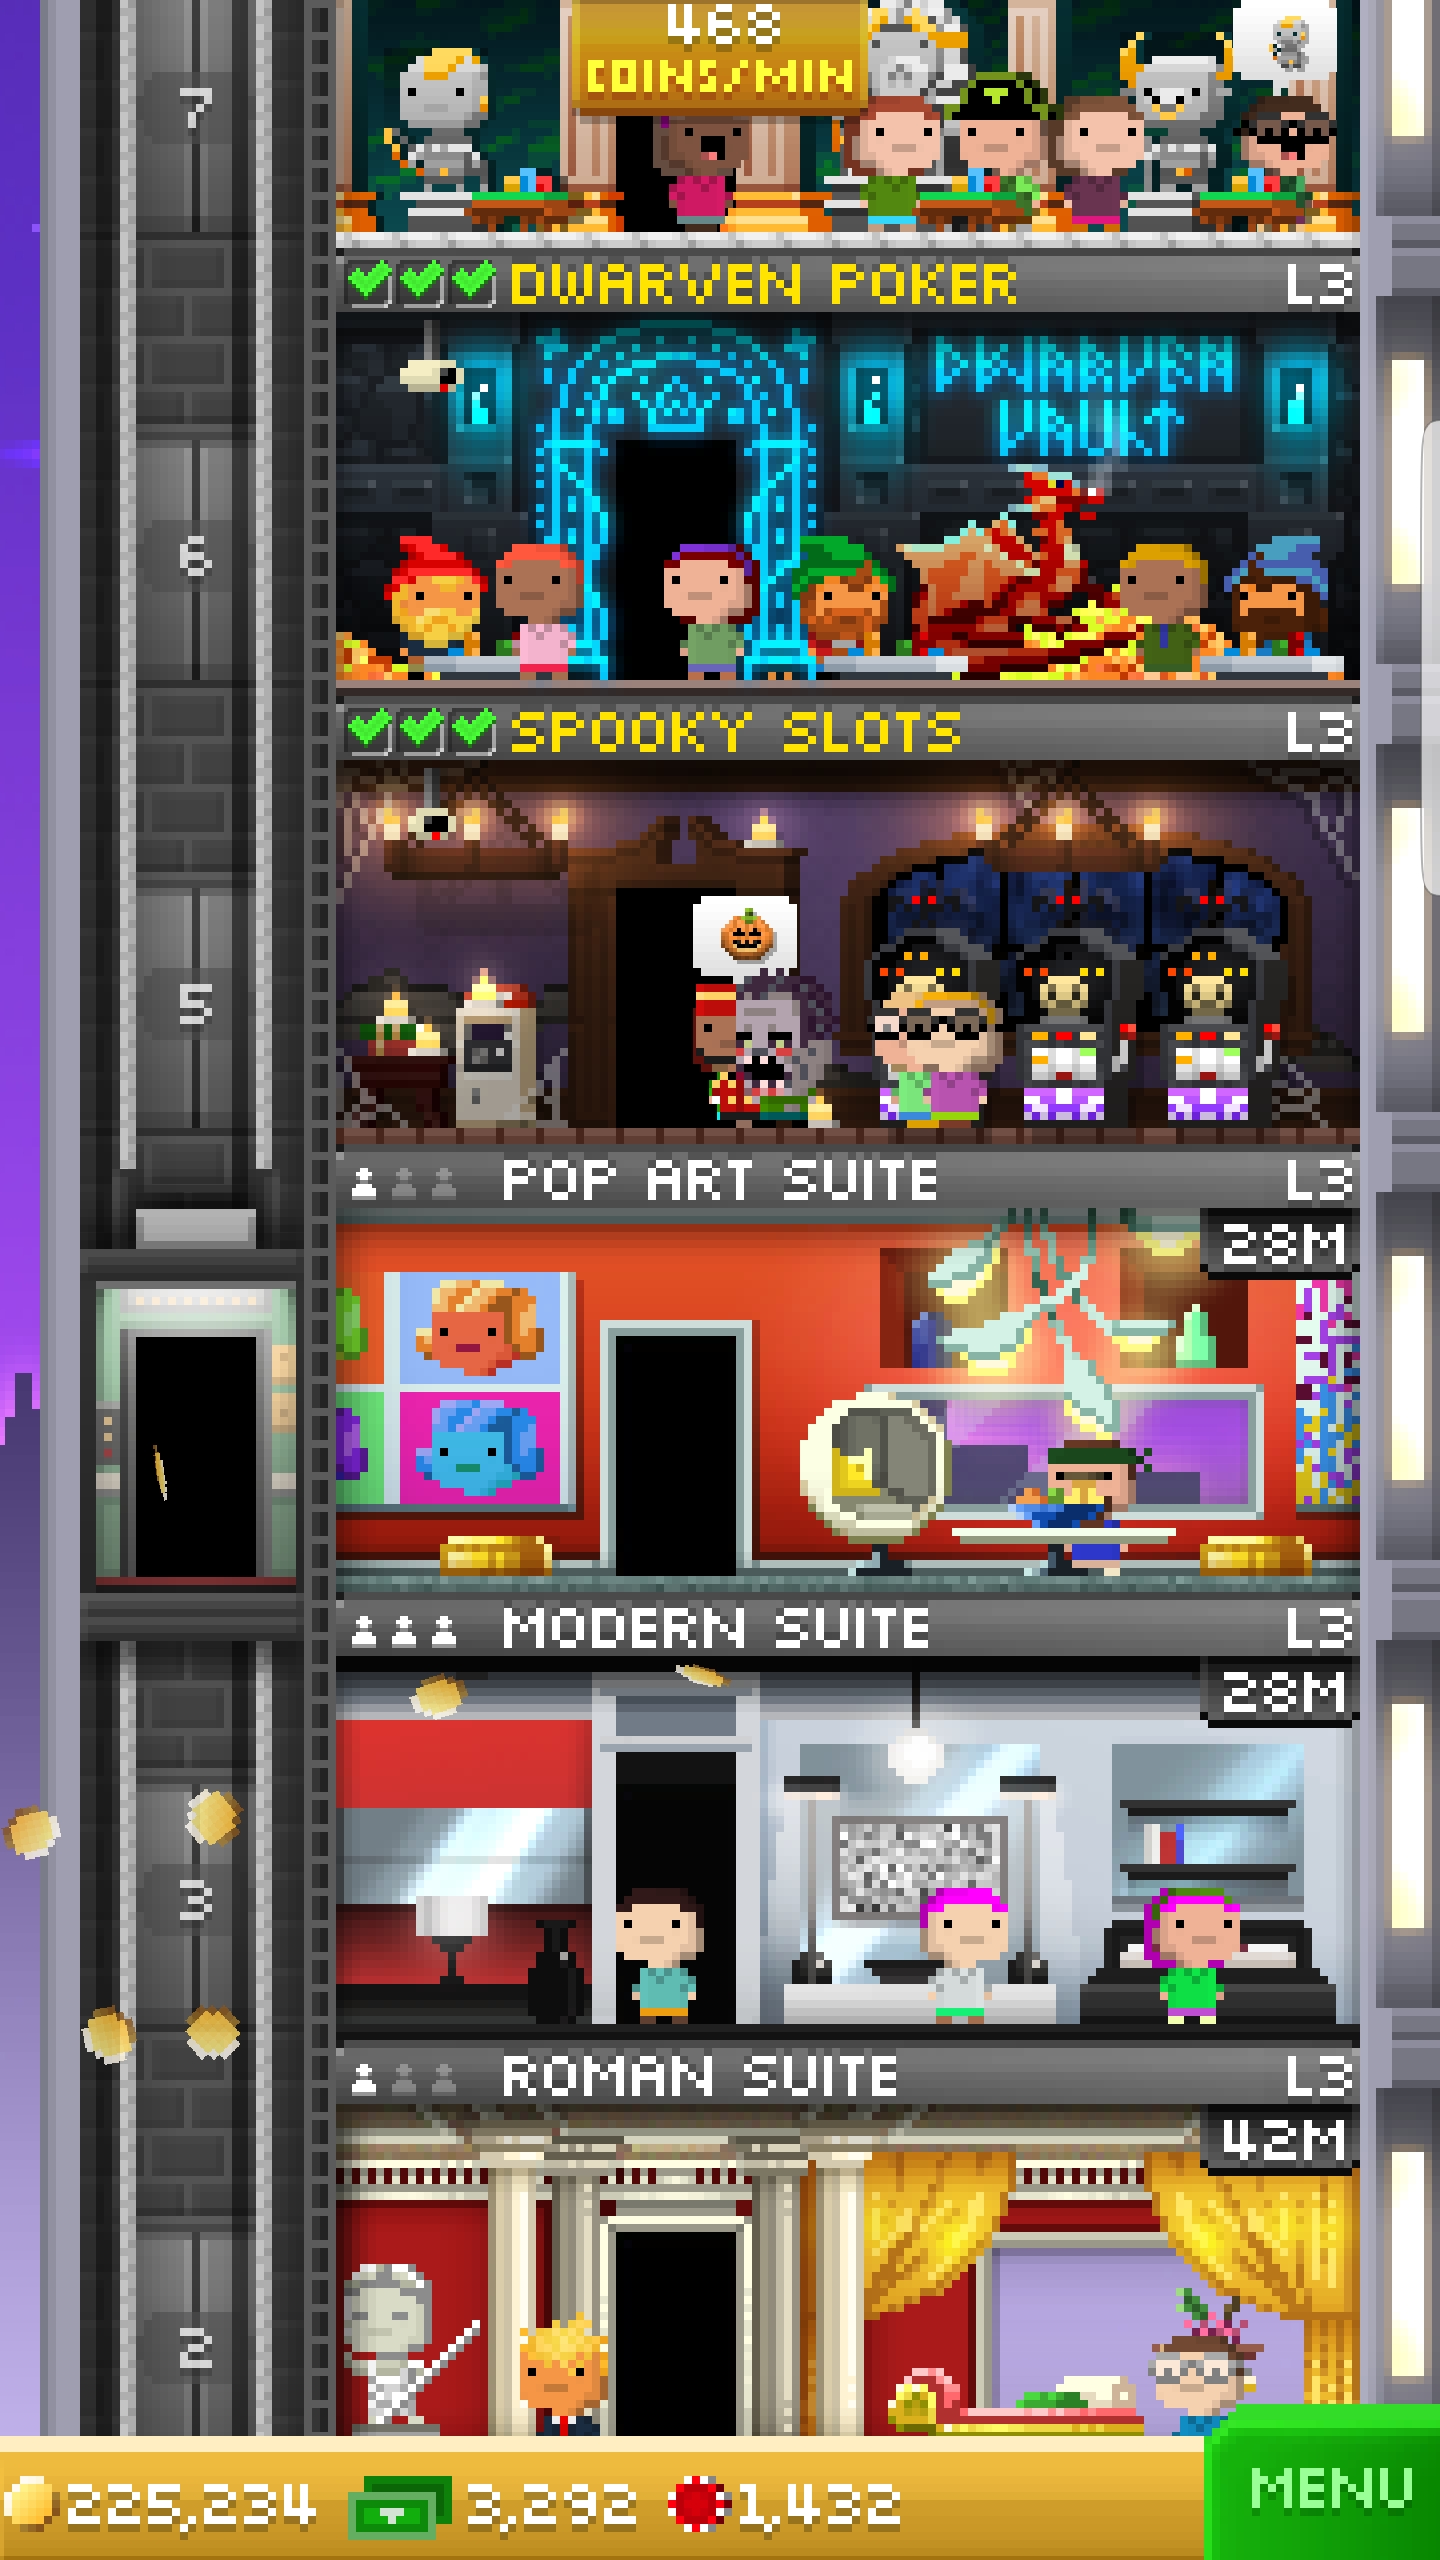 468
COINS/MIN
7
DWARVEN POKER L3
DWARVEN
VAULT
6
SPOOKY SLOTS L3
5
POP ART SUITE L3
28M
MODERN SUITE L3
28M
3
ROMAN SUITE L3
42M
2
225,234 3,292 1,432 MENU